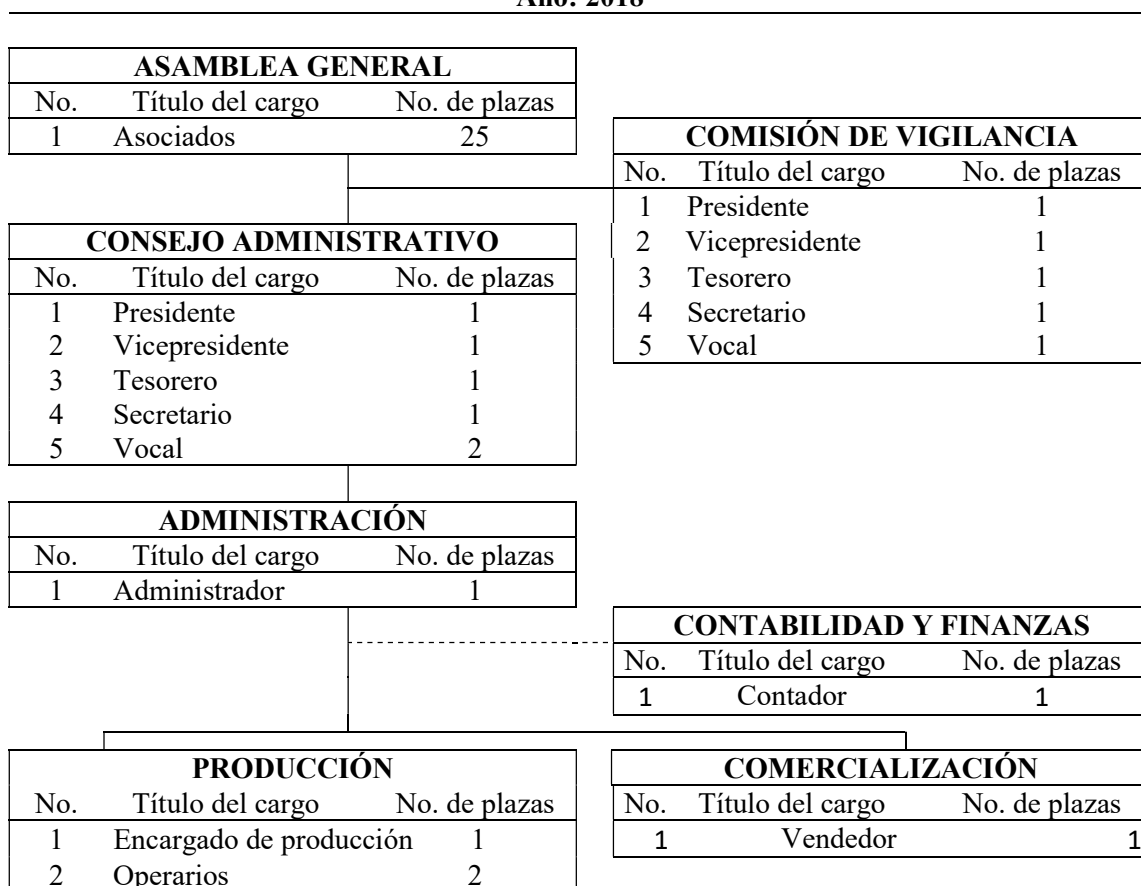 Año: 2018
ASAMBLEA GENERAL
No. Título del cargo No. de plazas
1 Asociados 25
COMISIÓN DE VIGILANCIA
No. Título del cargo No. de plazas
1 Presidente 1
2 Vicepresidente 1
3 Tesorero 1
4 Secretario 1
5 Vocal 1
CONSEJO ADMINISTRATIVO
No. Título del cargo No. de plazas
1 Presidente 1
2 Vicepresidente 1
3 Tesorero 1
4 Secretario 1
5 Vocal 2
ADMINISTRACIÓN
No. Título del cargo No. de plazas
1 Administrador 1
CONTABILIDAD Y FINANZAS
No. Título del cargo No. de plazas
1 Contador 1
PRODUCCIÓN
No. Título del cargo No. de plazas
1 Encargado de producción 1
2 Operarios 2
COMERCIALIZACIÓN
No. Título del cargo No. de plazas
1 Vendedor 1